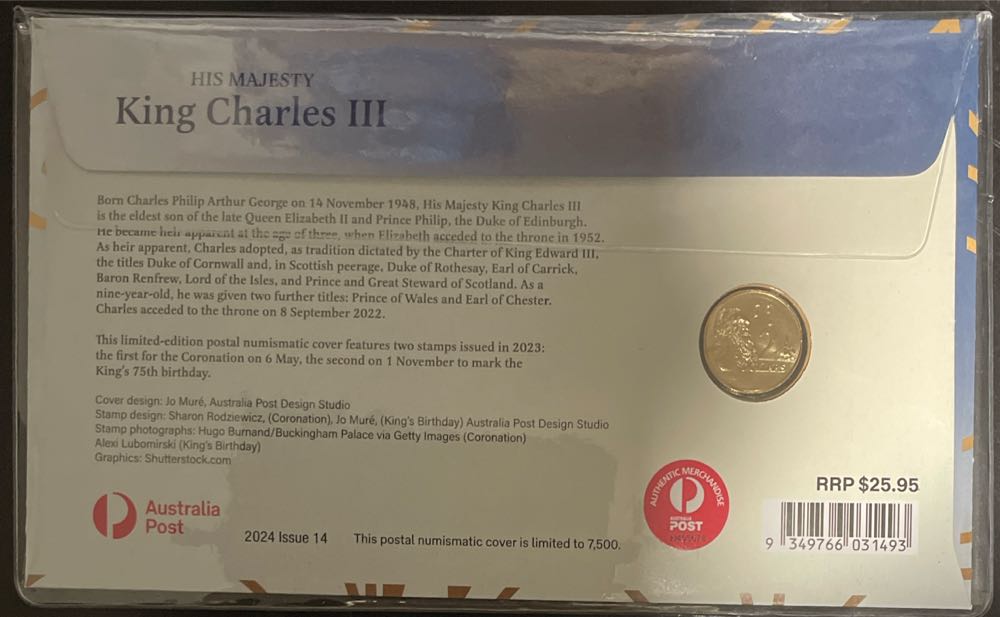 HIS MAJESTY
King Charles III
Born Charles Philip Arthur George on 14 November 1948, His Majesty King Charles III
is the eldest son of the late Queen Elizabeth II and Prince Philip, the Duke of Edinburgh.
He became heir apparent at the age of three, when Elizabeth acceded to the throne in 1952.
As heir apparent, Charles adopted, as tradition dictated by the Charter of King Edward III,
the titles Duke of Cornwall and, in Scottish peerage, Duke of Rothesay, Earl of Carrick,
Baron Renfrew, Lord of the Isles, and Prince and Great Steward of Scotland. As a
nine-year-old, he was given two further titles: Prince of Wales and Earl of Chester.
Charles acceded to the throne on 8 September 2022.
This limited-edition postal numismatic cover features two stamps issued in 2023:
the first for the Coronation on 6 May, the second on 1 November to mark the
King's 75th birthday.
Cover design: Jo Muré, Australia Post Design Studio
Stamp design: Sharon Rodziewicz, (Coronation), Jo Muré, (King's Birthday) Australia Post Design Studio
Stamp photographs: Hugo Burnand/Buckingham Palace via Getty Images (Coronation)
Alexi Lubomirski (King's Birthday)
Graphics: Shutterstock.com
Australia
Post
2024 Issue 14
This postal numismatic cover is limited to 7,500.
2
DOLLARS
AUTHENTIC MERCHANDISE
AUSTRALIA
POST
RRP $25.95
9 349766 031493